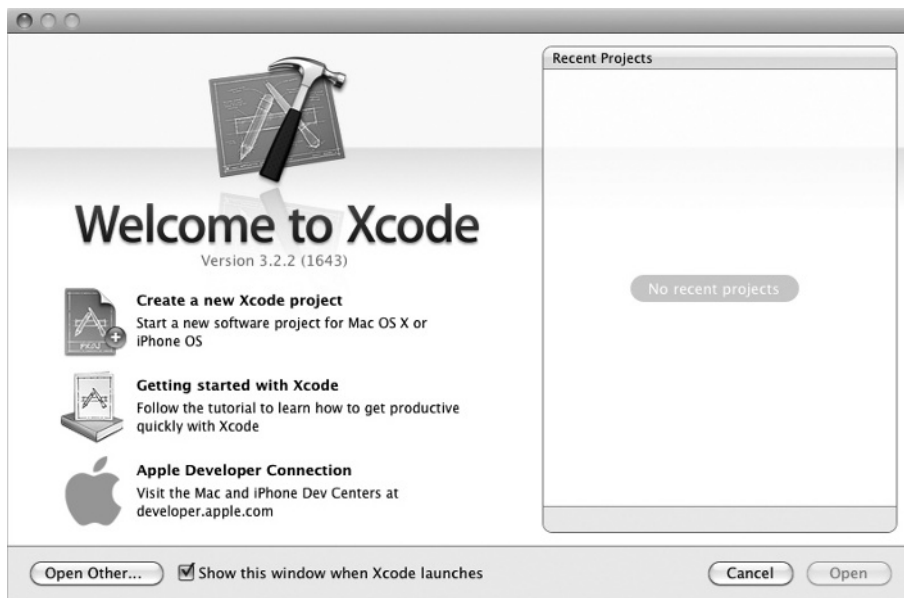 Recent Projects
Welcome to Xcode
Version 3.2.2 (1643)
No recent projects
Create a new Xcode project
Start a new software project for Mac OS X or
iPhone OS
PROJ
Getting started with Xcode
Follow the tutorial to learn how to get productive
quickly with Xcode
Apple Developer Connection
Visit the Mac and iPhone Dev Centers at
developer.apple.com
Open Other...
Show this window when Xcode launches
Cancel
Open